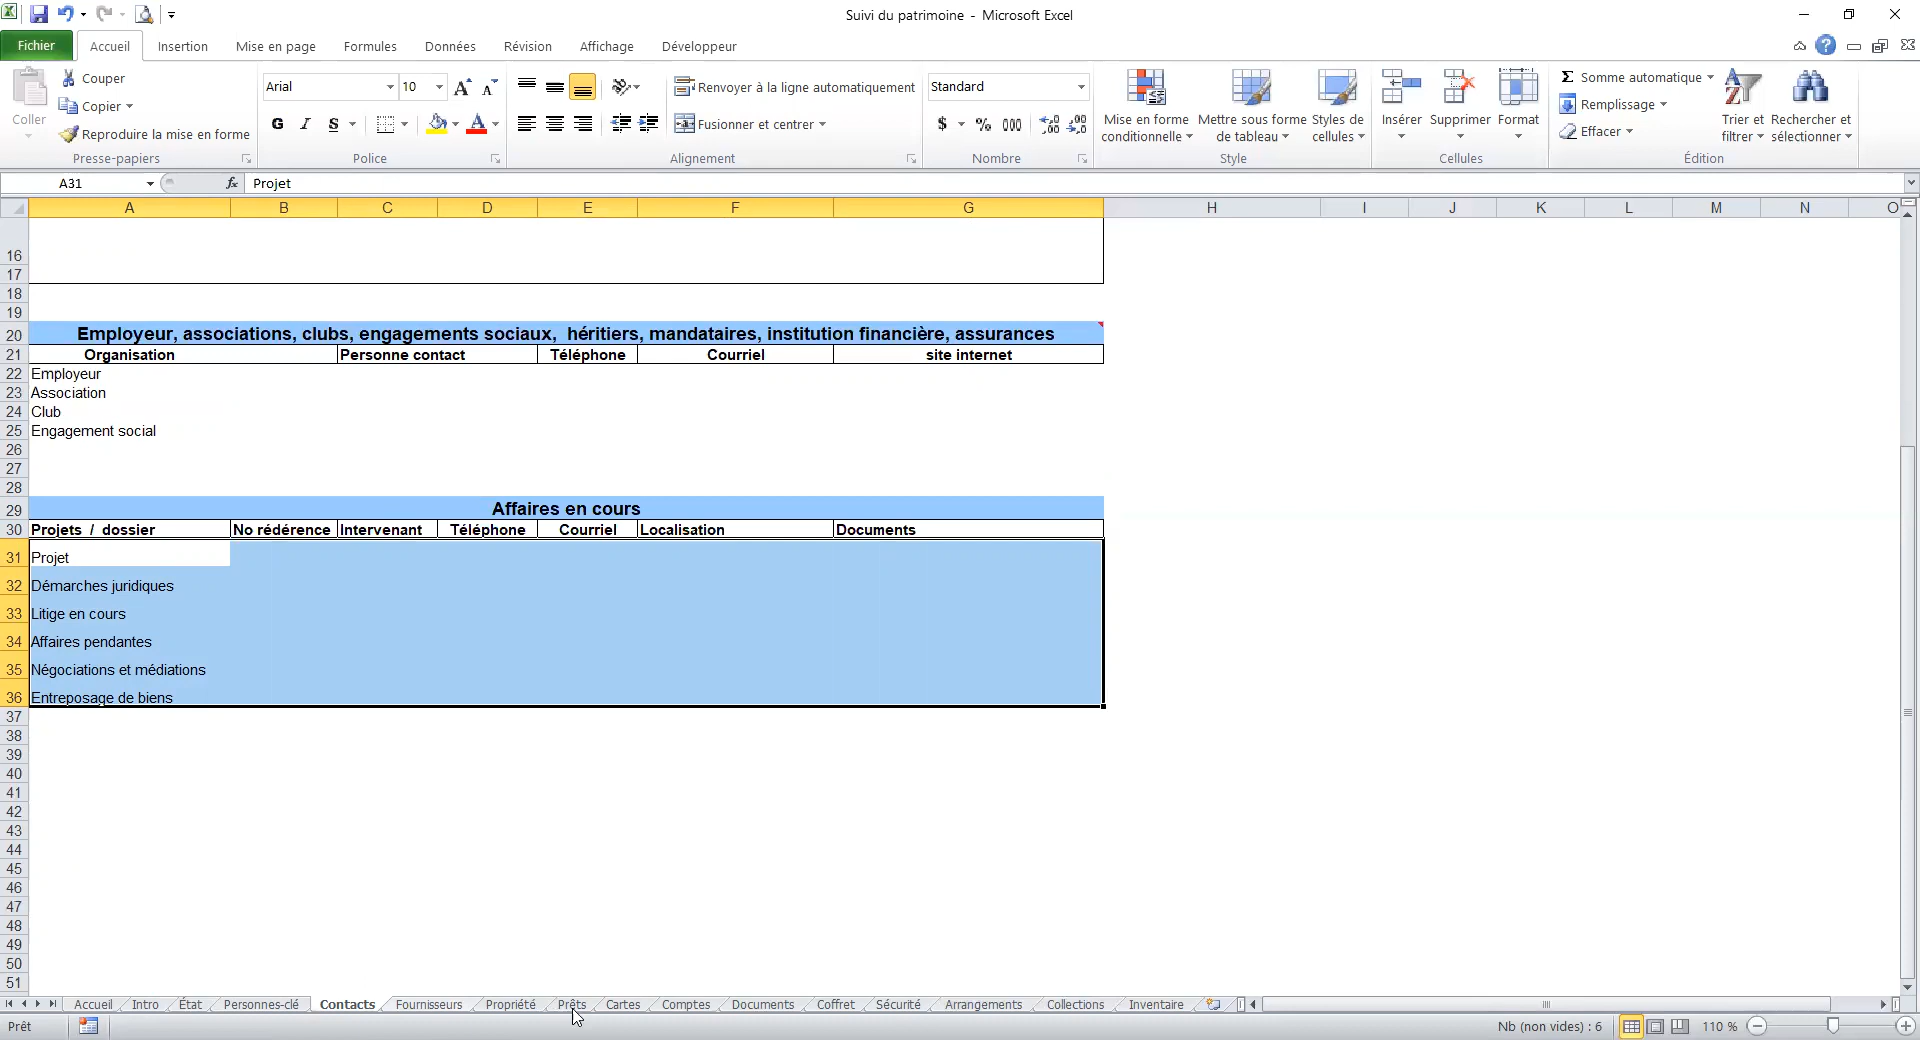 Suivi du patrimoine - Microsoft Excel
Fichier Accueil Insertion Mise en page Formules Données Révision Affichage Développeur
Coller
Couper
Copier
Reproduire la mise en forme
Presse-papiers
Arial 10
G I S
Police
Renvoyer à la ligne automatiquement
Fusionner et centrer
Alignement
Standard
$ % 000
Nombre
Mise en forme conditionnelle
Mettre sous forme de tableau
Styles de cellules
Style
Insérer
Supprimer
Format
Cellules
Somme automatique
Remplissage
Effacer
Trier et filtrer
Rechercher et sélectionner
Édition
A31 fx Projet
A B C D E F G H I J K L M N O
16
17
18
19
20 Employeur, associations, clubs, engagements sociaux, héritiers, mandataires, institution financière, assurances
21 Organisation Personne contact Téléphone Courriel site internet
22 Employeur
23 Association
24 Club
25 Engagement social
26
27
28
29 Affaires en cours
30 Projets / dossier No rédérence Intervenant Téléphone Courriel Localisation Documents
31 Projet
32 Démarches juridiques
33 Litige en cours
34 Affaires pendantes
35 Négociations et médiations
36 Entreposage de biens
37
38
39
40
41
42
43
44
45
46
47
48
49
50
51
Accueil Intro État Personnes-clé Contacts Fournisseurs Propriété Prêts Cartes Comptes Documents Coffret Sécurité Arrangements Collections Inventaire
Prêt Nb (non vides) : 6 110 %